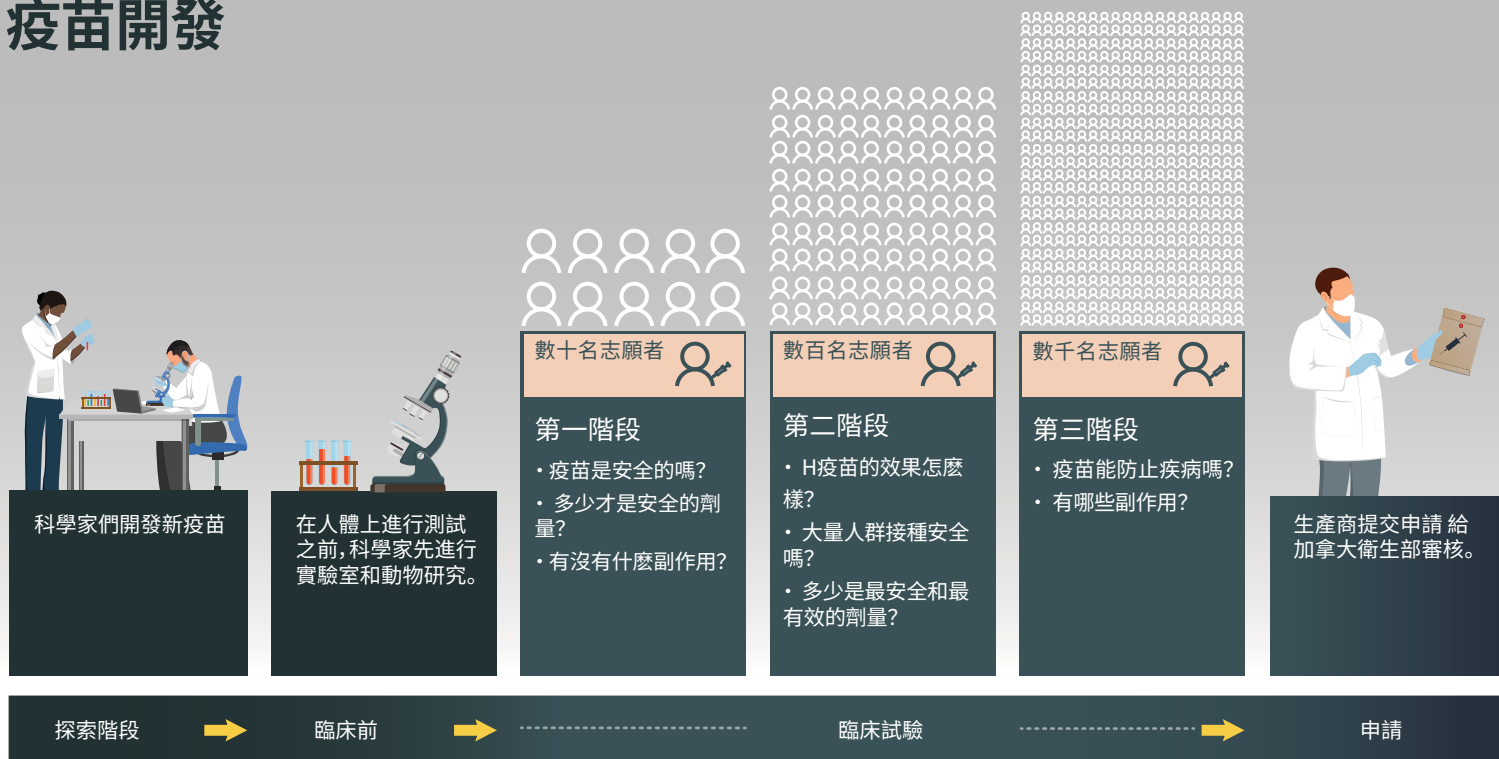 疫苗開發
科學家們開發新疫苗
在人體上進行測試
之前,科學家先進行
實驗室和動物研究。
數十名志願者
第一階段
• 疫苗是安全的嗎?
• 多少才是安全的劑
量?
• 有沒有什麽副作用?
數百名志願者
第二階段
• H疫苗的效果怎麽
樣?
• 大量人群接種安全
嗎?
• 多少是最安全和最
有效的劑量?
數千名志願者
第三階段
• 疫苗能防止疾病嗎?
• 有哪些副作用?
生產商提交申請 給
加拿大衛生部審核。
探索階段
臨床前
臨床試驗
申請